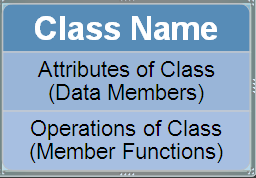 Class Name
Attributes of Class
(Data Members)
Operations of Class
(Member Functions)